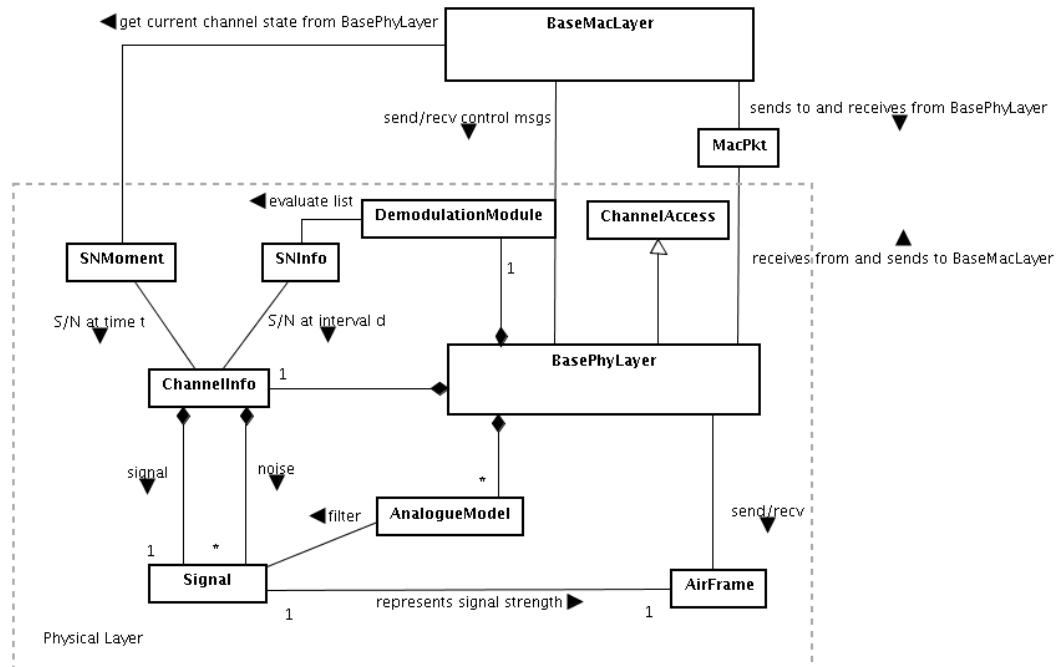 get current channel state from BasePhyLayer
BaseMacLayer
send/recv control msgs
sends to and receives from BasePhyLayer
MacPkt
evaluate list
DemodulationModule
ChannelAccess
SNMoment
SNInfo
1
receives from and sends to BaseMacLayer
S/N at time t
S/N at interval d
BasePhyLayer
ChannelInfo
1
signal
noise
*
AnalogueModel
filter
send/recv
1
*
Signal
AirFrame
represents signal strength
1
1
Physical Layer